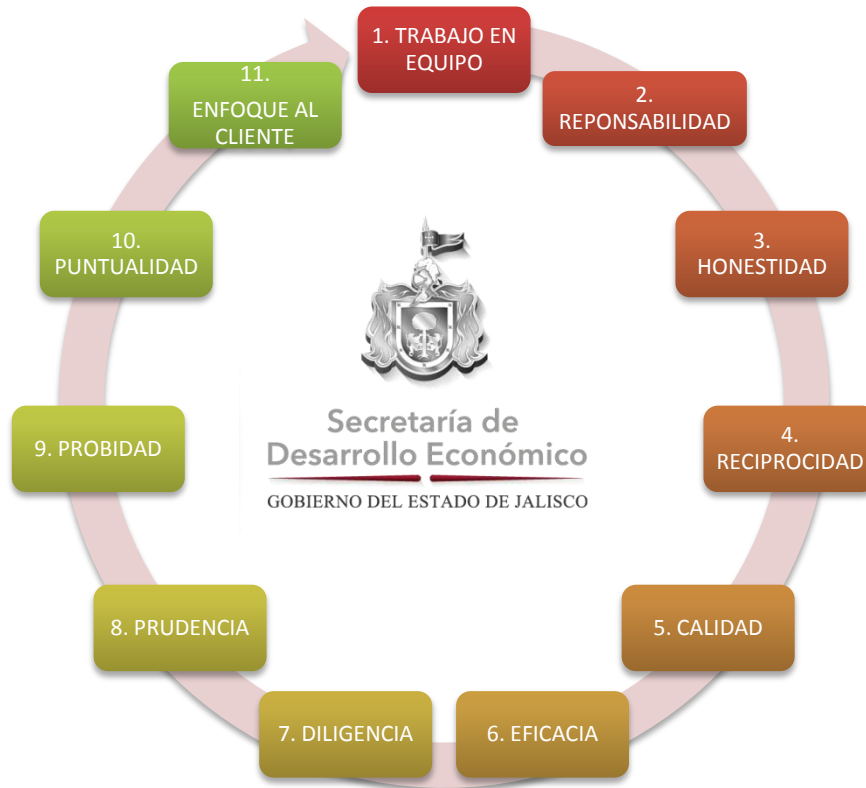 1. TRABAJO EN
EQUIPO
2.
REPONSABILIDAD
3.
HONESTIDAD
4.
RECIPROCIDAD
5. CALIDAD
6. EFICACIA
7. DILIGENCIA
8. PRUDENCIA
9. PROBIDAD
10.
PUNTUALIDAD
11.
ENFOQUE AL
CLIENTE
Secretaría de
Desarrollo Económico
GOBIERNO DEL ESTADO DE JALISCO